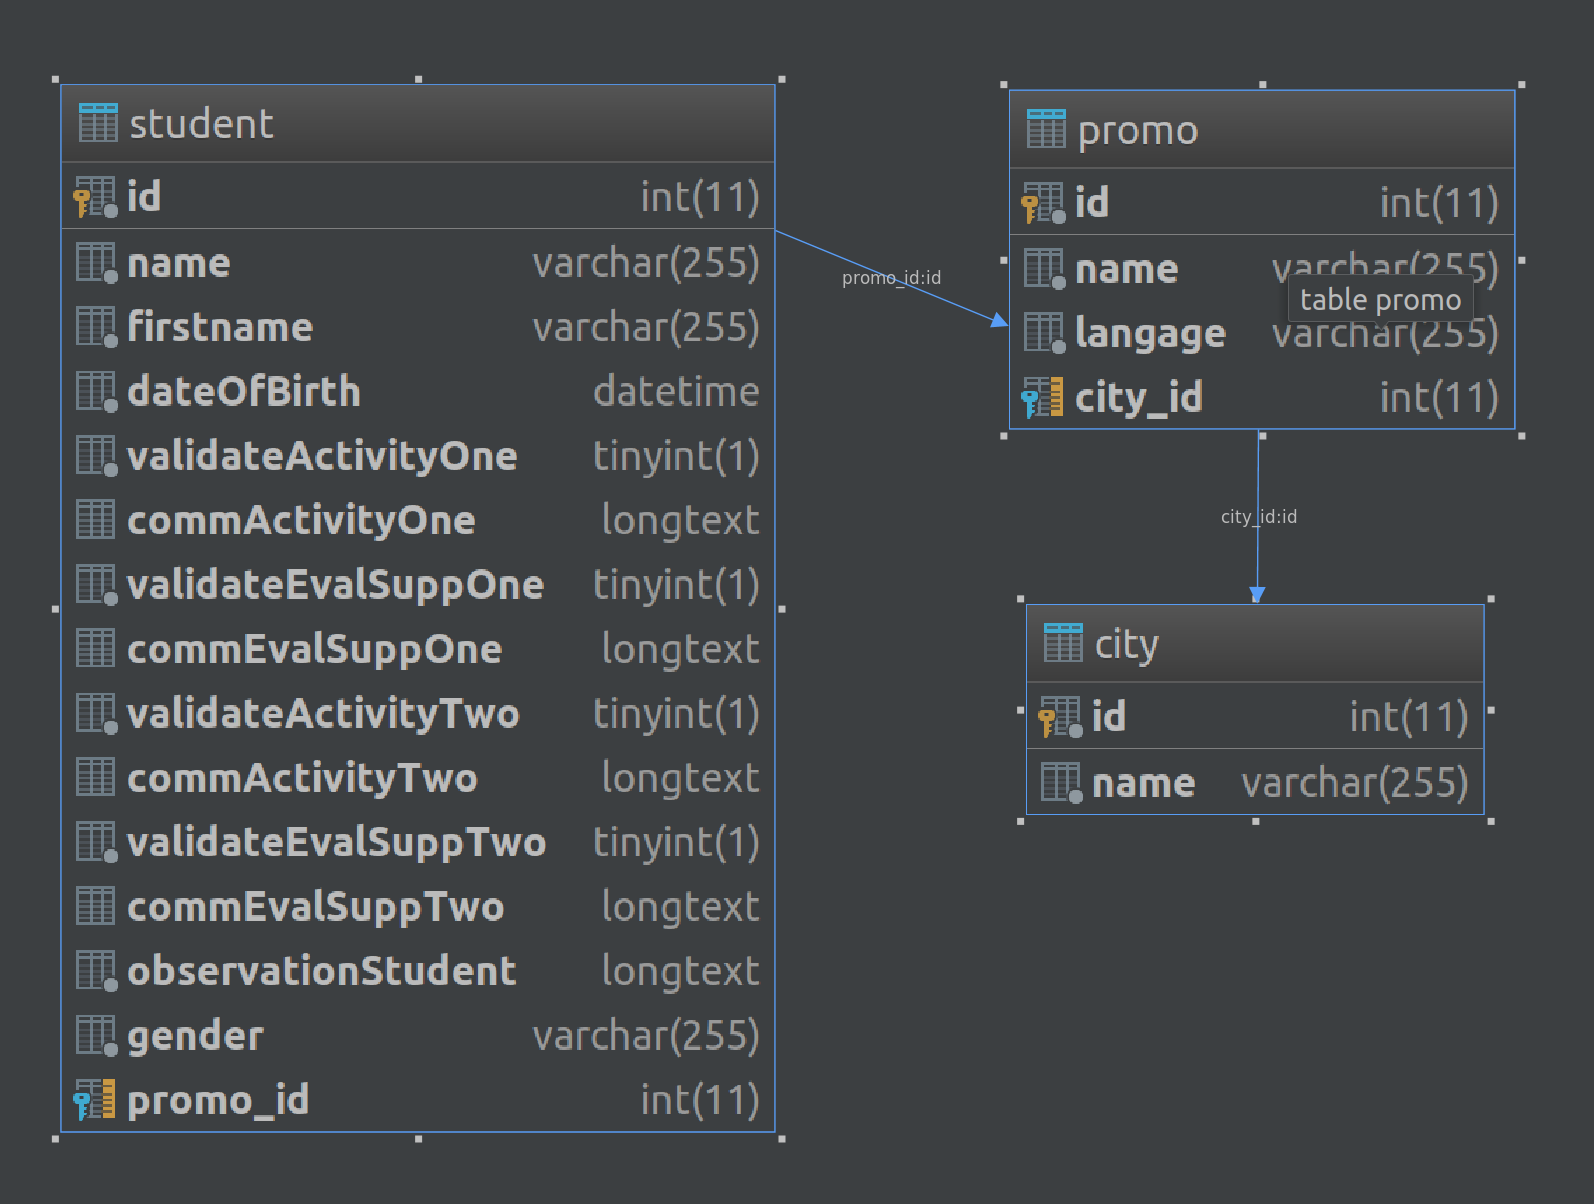 student
id int(11)
name varchar(255)
firstname varchar(255)
dateOfBirth datetime
validateActivityOne tinyint(1)
commActivityOne longtext
validateEvalSuppOne tinyint(1)
commEvalSuppOne longtext
validateActivityTwo tinyint(1)
commActivityTwo longtext
validateEvalSuppTwo tinyint(1)
commEvalSuppTwo longtext
observationStudent longtext
gender varchar(255)
promo_id int(11)
promo_id:id
promo
id int(11)
name varchar(255)
table promo
langage varchar(255)
city_id int(11)
city_id:id
city
id int(11)
name varchar(255)